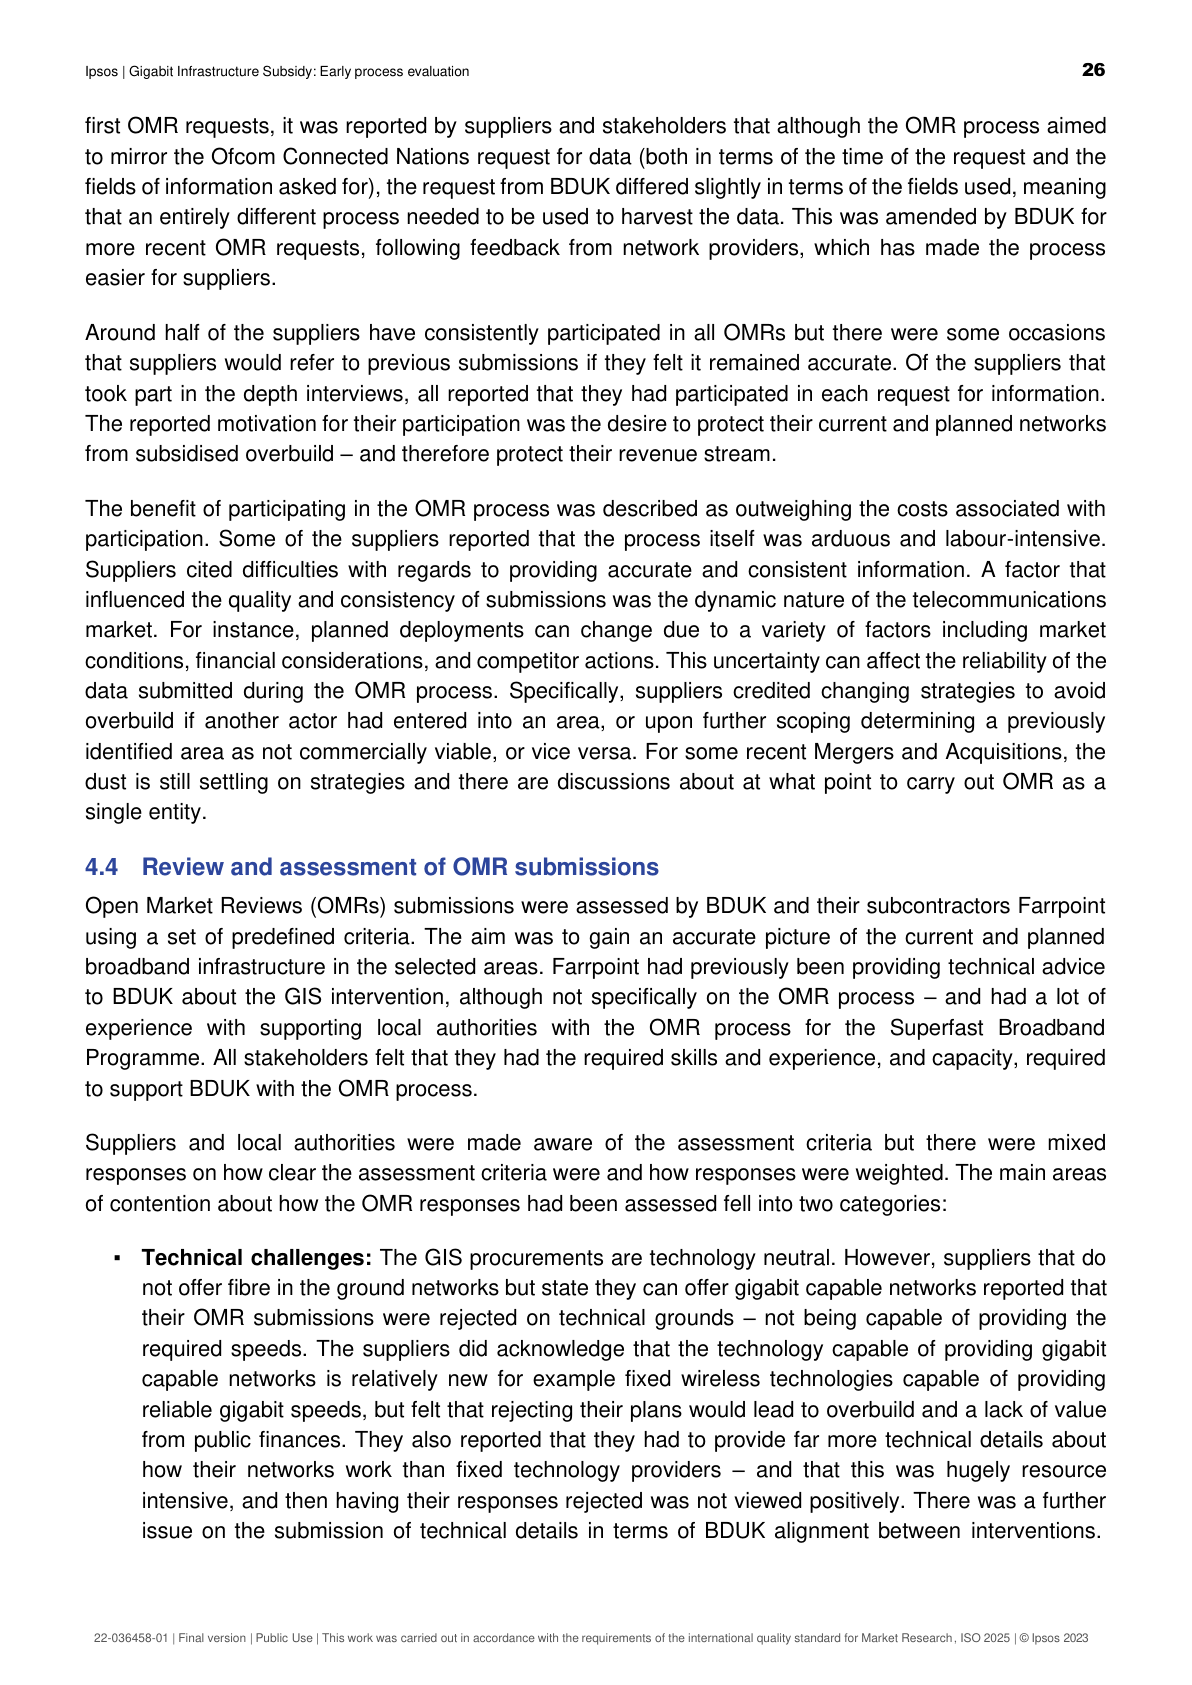 Ipsos | Gigabit Infrastructure Subsidy: Early process evaluation 26
first OMR requests, it was reported by suppliers and stakeholders that although the OMR process aimed
to mirror the Ofcom Connected Nations request for data (both in terms of the time of the request and the
fields of information asked for), the request from BDUK differed slightly in terms of the fields used, meaning
that an entirely different process needed to be used to harvest the data. This was amended by BDUK for
more recent OMR requests, following feedback from network providers, which has made the process
easier for suppliers.
Around half of the suppliers have consistently participated in all OMRs but there were some occasions
that suppliers would refer to previous submissions if they felt it remained accurate. Of the suppliers that
took part in the depth interviews, all reported that they had participated in each request for information.
The reported motivation for their participation was the desire to protect their current and planned networks
from subsidised overbuild – and therefore protect their revenue stream.
The benefit of participating in the OMR process was described as outweighing the costs associated with
participation. Some of the suppliers reported that the process itself was arduous and labour-intensive.
Suppliers cited difficulties with regards to providing accurate and consistent information. A factor that
influenced the quality and consistency of submissions was the dynamic nature of the telecommunications
market. For instance, planned deployments can change due to a variety of factors including market
conditions, financial considerations, and competitor actions. This uncertainty can affect the reliability of the
data submitted during the OMR process. Specifically, suppliers credited changing strategies to avoid
overbuild if another actor had entered into an area, or upon further scoping determining a previously
identified area as not commercially viable, or vice versa. For some recent Mergers and Acquisitions, the
dust is still settling on strategies and there are discussions about at what point to carry out OMR as a
single entity.
4.4 Review and assessment of OMR submissions
Open Market Reviews (OMRs) submissions were assessed by BDUK and their subcontractors Farrpoint
using a set of predefined criteria. The aim was to gain an accurate picture of the current and planned
broadband infrastructure in the selected areas. Farrpoint had previously been providing technical advice
to BDUK about the GIS intervention, although not specifically on the OMR process – and had a lot of
experience with supporting local authorities with the OMR process for the Superfast Broadband
Programme. All stakeholders felt that they had the required skills and experience, and capacity, required
to support BDUK with the OMR process.
Suppliers and local authorities were made aware of the assessment criteria but there were mixed
responses on how clear the assessment criteria were and how responses were weighted. The main areas
of contention about how the OMR responses had been assessed fell into two categories:
▪ Technical challenges: The GIS procurements are technology neutral. However, suppliers that do
not offer fibre in the ground networks but state they can offer gigabit capable networks reported that
their OMR submissions were rejected on technical grounds – not being capable of providing the
required speeds. The suppliers did acknowledge that the technology capable of providing gigabit
capable networks is relatively new for example fixed wireless technologies capable of providing
reliable gigabit speeds, but felt that rejecting their plans would lead to overbuild and a lack of value
from public finances. They also reported that they had to provide far more technical details about
how their networks work than fixed technology providers – and that this was hugely resource
intensive, and then having their responses rejected was not viewed positively. There was a further
issue on the submission of technical details in terms of BDUK alignment between interventions.
22-036458-01 | Final version | Public Use | This work was carried out in accordance with the requirements of the international quality standard for Market Research, ISO 2025 | © Ipsos 2023